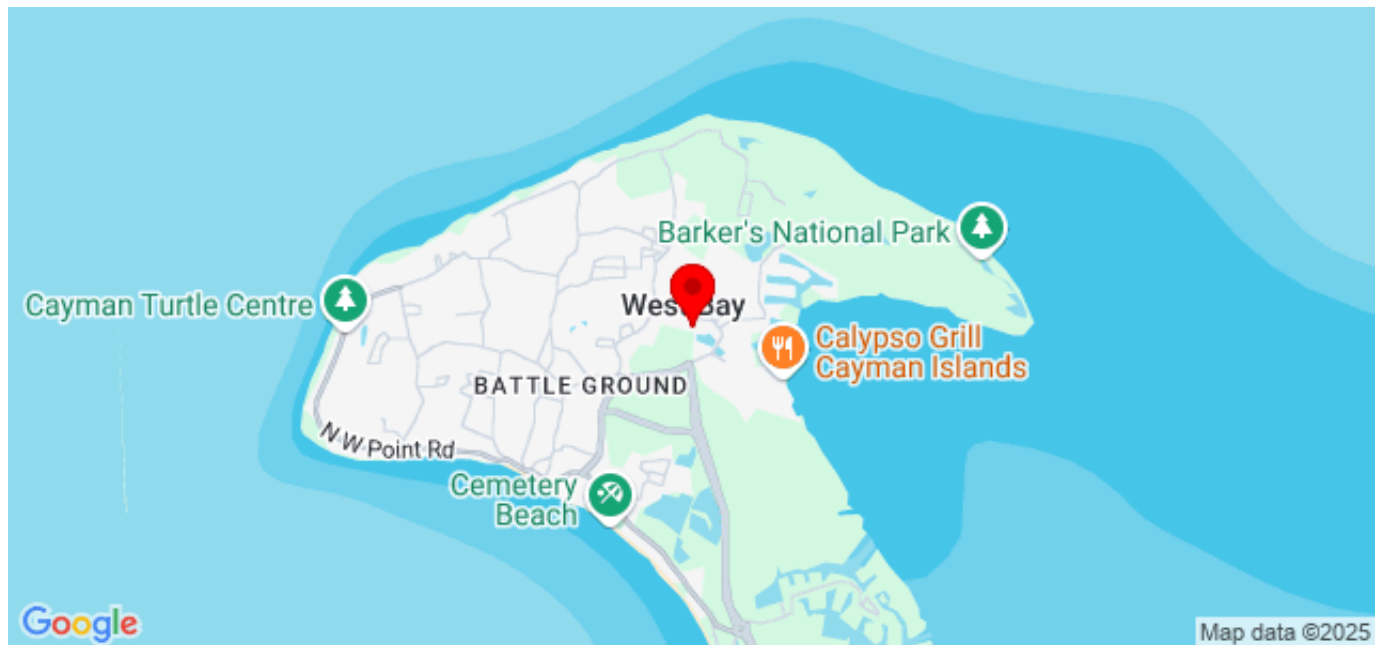 Barker's National Park
Cayman Turtle Centre
West Bay
Calypso Grill
Cayman Islands
BATTLE GROUND
N W Point Rd
Cemetery
Beach
Google
Map data ©2025